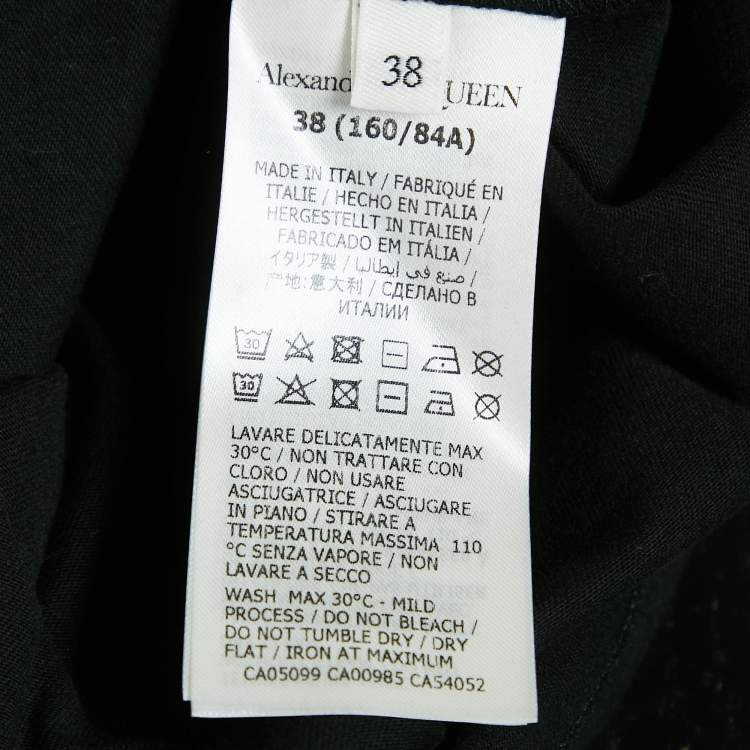 38
Alexand UEEN
38 (160/84A)
MADE IN ITALY / FABRIQUÉ EN
ITALIE / HECHO EN ITALIA /
HERGESTELLT IN ITALIEN /
FABRICADO EM ITÁLIA /
イタリア製 / صنع في إيطاليا /
产地:意大利 / СДЕЛАНО В
ИТАЛИИ
30
30
LAVARE DELICATAMENTE MAX
30°C / NON TRATTARE CON
CLORO / NON USARE
ASCIUGATRICE / ASCIUGARE
IN PIANO / STIRARE A
TEMPERATURA MASSIMA 110
°C SENZA VAPORE / NON
LAVARE A SECCO
WASH MAX 30°C - MILD
PROCESS / DO NOT BLEACH /
DO NOT TUMBLE DRY / DRY
FLAT / IRON AT MAXIMUM
CA05099 CA00985 CA54052